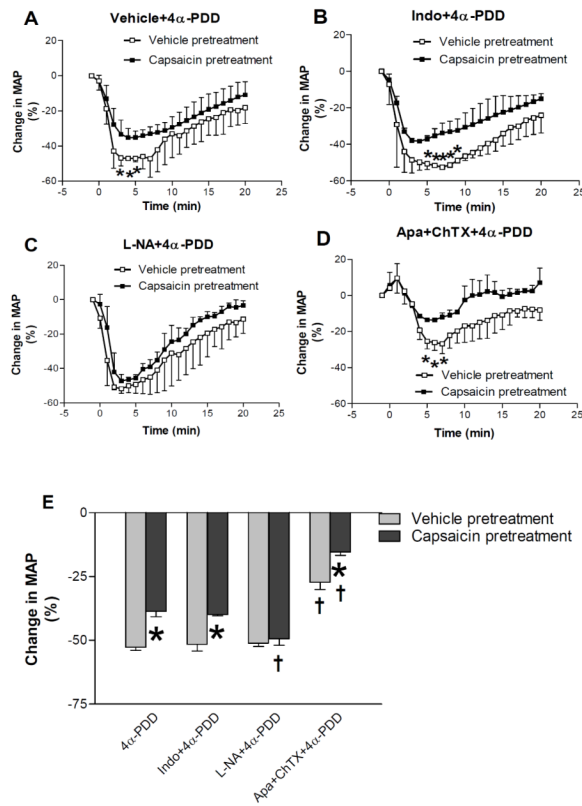 A
Vehicle+4α-PDD
Vehicle pretreatment
Capsaicin pretreatment
Change in MAP
(%)
0
-20
-40
-60
* * *
-5 0 5 10 15 20 25
Time (min)
B
Indo+4α-PDD
Vehicle pretreatment
Capsaicin pretreatment
Change in MAP
(%)
0
-20
-40
-60
* * * * *
-5 0 5 10 15 20 25
Time (min)
C
L-NA+4α-PDD
Vehicle pretreatment
Capsaicin pretreatment
Change in MAP
(%)
20
0
-20
-40
-60
-5 0 5 10 15 20 25
Time (min)
D
Apa+ChTX+4α-PDD
Change in MAP
(%)
20
0
-20
-40
-60
* * *
Vehicle pretreatment
Capsaicin pretreatment
-5 0 5 10 15 20 25
Time (min)
E
Vehicle pretreatment
Capsaicin pretreatment
Change in MAP
(%)
0
-25
-50
-75
* * † † * †
4α-PDD
Indo+4α-PDD
L-NA+4α-PDD
Apa+ChTX+4α-PDD